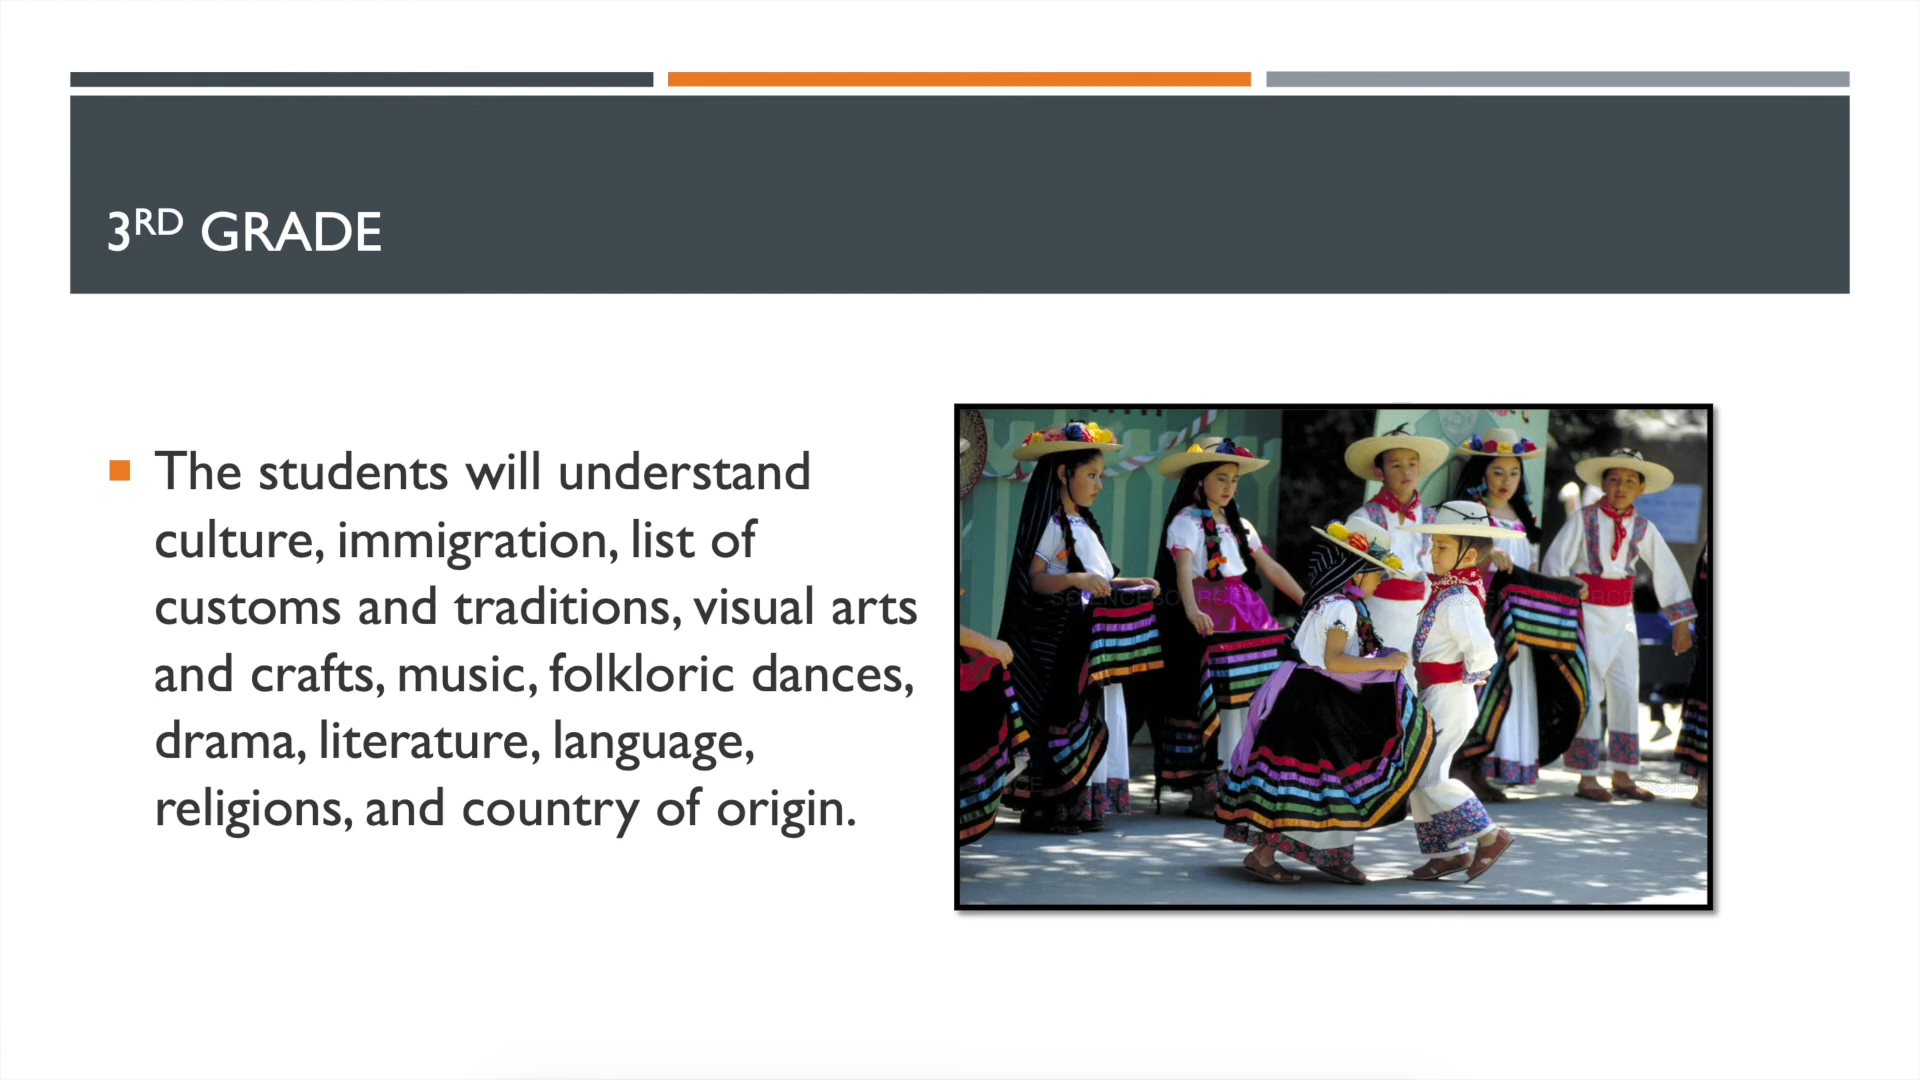 3RD GRADE
The students will understand
culture, immigration, list of
customs and traditions, visual arts
and crafts, music, folkloric dances,
drama, literature, language,
religions, and country of origin.